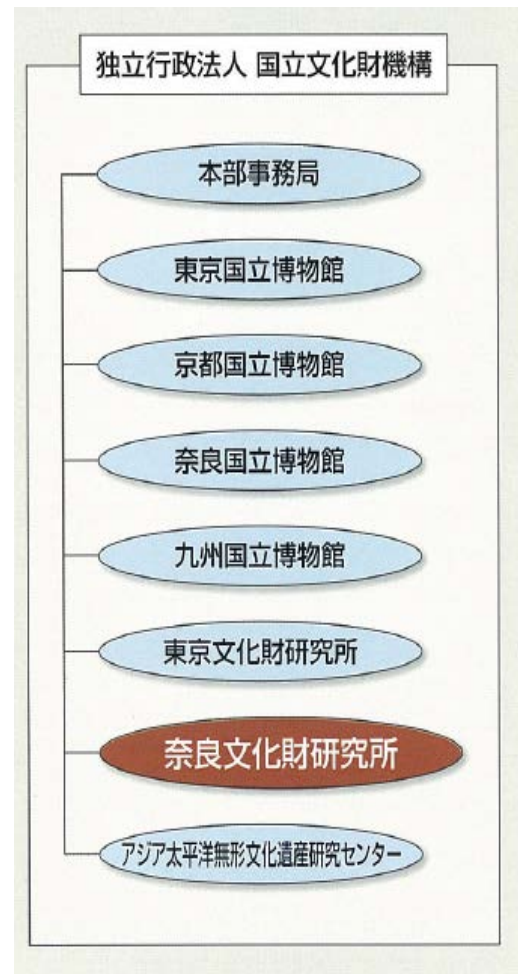 独立行政法人 国立文化財機構
本部事務局
東京国立博物館
京都国立博物館
奈良国立博物館
九州国立博物館
東京文化財研究所
奈良文化財研究所
アジア太平洋無形文化遺産研究センター